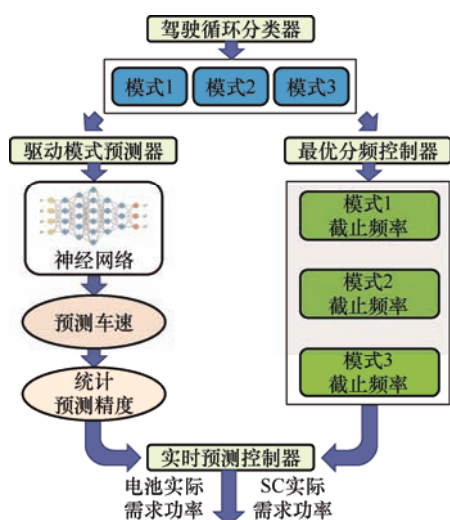 驾驶循环分类器
模式1
模式2
模式3
驱动模式预测器
最优分频控制器
神经网络
预测车速
统计
预测精度
模式1
截止频率
模式2
截止频率
模式3
截止频率
实时预测控制器
电池实际
需求功率
SC实际
需求功率